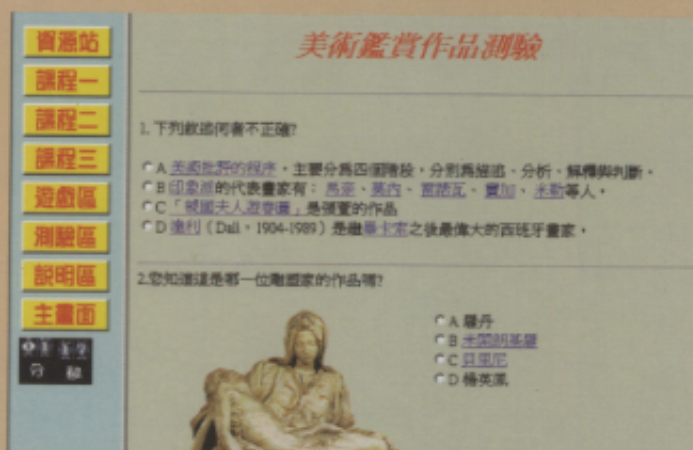 資源站
課程一
課程二
課程三
遊戲區
測驗區
說明區
主畫面
分 秒
美術鑑賞作品測驗
1. 下列敘述何者不正確?
A 美術批評的程序，主要分為四個階段，分別為描述、分析、解釋與判斷。
B 印象派的代表畫家有：馬奈、莫內、雷諾瓦、竇加、米勒等人。
C 「虢國夫人遊春圖」是張萱的作品
D 達利（Dali，1904-1989）是繼畢卡索之後最偉大的西班牙畫家。
2.您知道這是哪一位雕塑家的作品嗎?
A 羅丹
B 米開朗基羅
C 貝里尼
D 楊英風